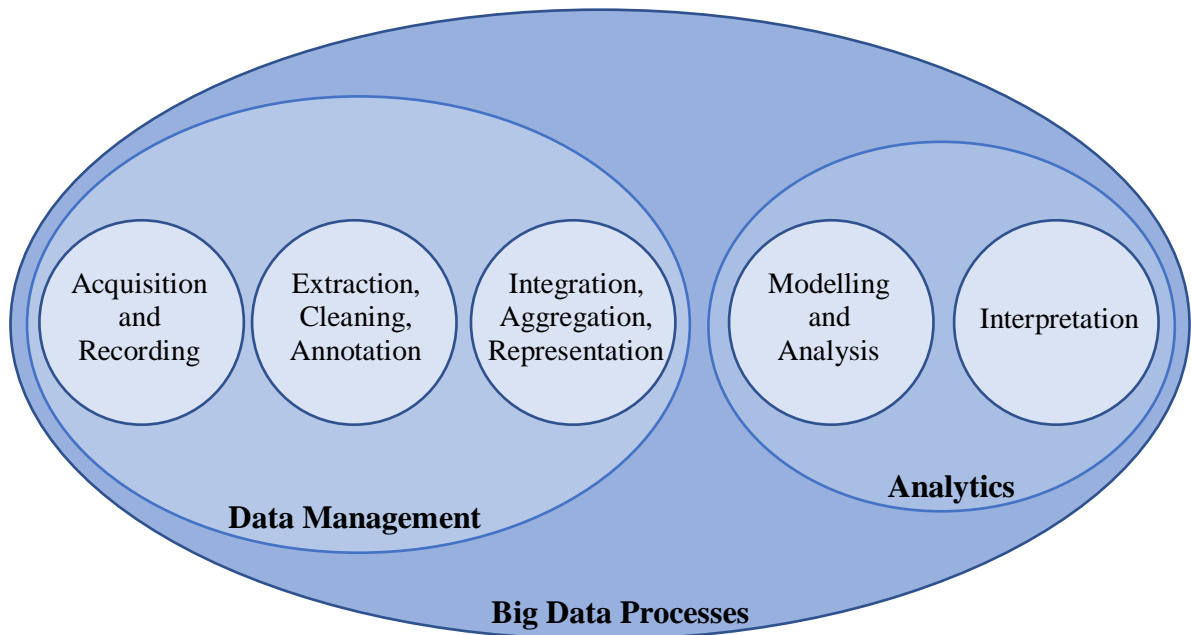 Acquisition
and
Recording
Extraction,
Cleaning,
Annotation
Integration,
Aggregation,
Representation
Modelling
and
Analysis
Interpretation
Data Management
Analytics
Big Data Processes